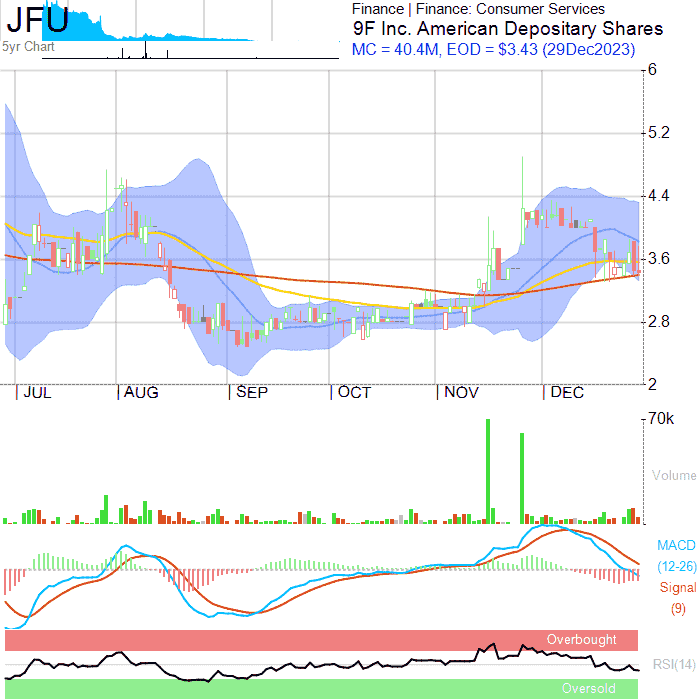 JFU
Finance | Finance: Consumer Services
9F Inc. American Depositary Shares
5yr Chart
MC = 40.4M, EOD = $3.43 (29Dec2023)
6
5.2
4.4
3.6
2.8
2
JUL AUG SEP OCT NOV DEC
70k
Volume
MACD
(12-26)
Signal
(9)
Overbought
RSI(14)
Oversold